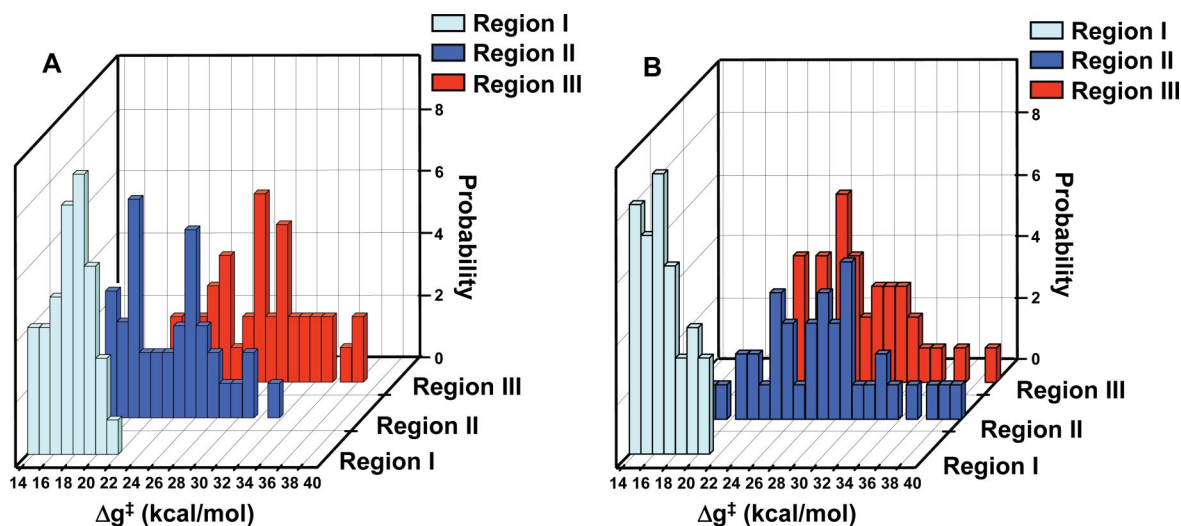 A
Region I
Region II
Region III
8
6
4
2
0
Probability
Region III
Region II
Region I
14 16 18 20 22 24 26 28 30 32 34 36 38 40
Δg‡ (kcal/mol)
B
Region I
Region II
Region III
8
6
4
2
0
Probability
Region III
Region II
Region I
14 16 18 20 22 24 26 28 30 32 34 36 38 40
Δg‡ (kcal/mol)